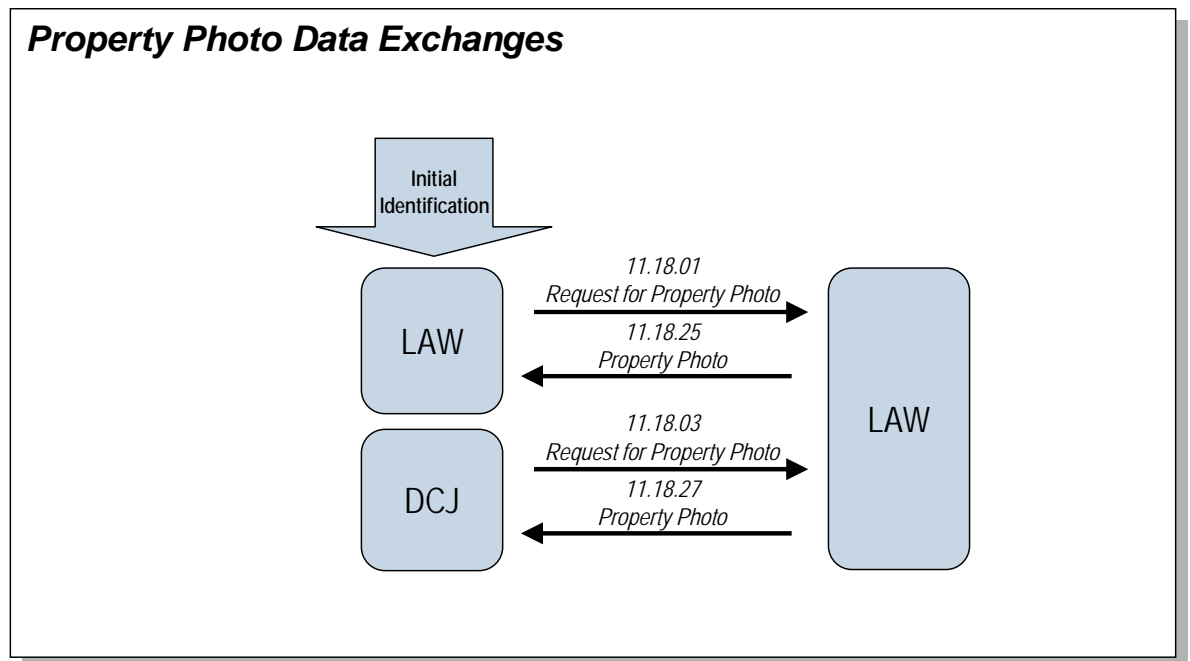 Property Photo Data Exchanges
Initial
Identification
LAW
11.18.01
Request for Property Photo
11.18.25
Property Photo
LAW
DCJ
11.18.03
Request for Property Photo
11.18.27
Property Photo